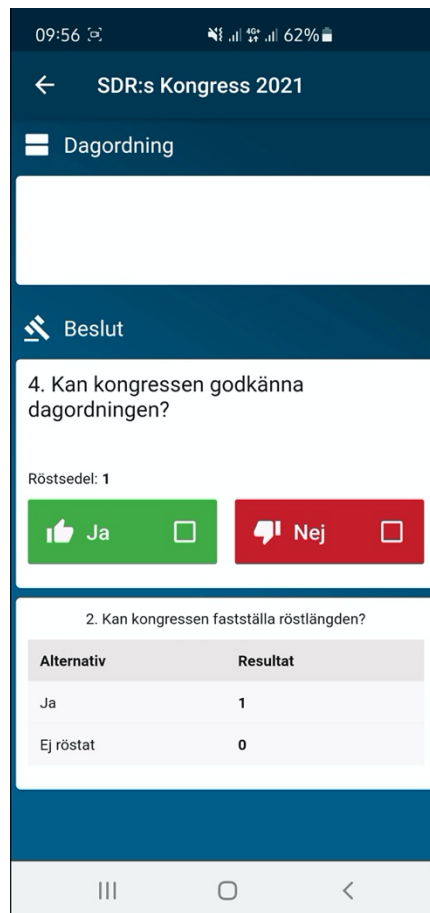 09:56
4G+
62%
SDR:s Kongress 2021
Dagordning
Beslut
4. Kan kongressen godkänna
dagordningen?
Röstsedel: 1
Ja
Nej
2. Kan kongressen fastställa röstlängden?
Alternativ Resultat
Ja 1
Ej röstat 0